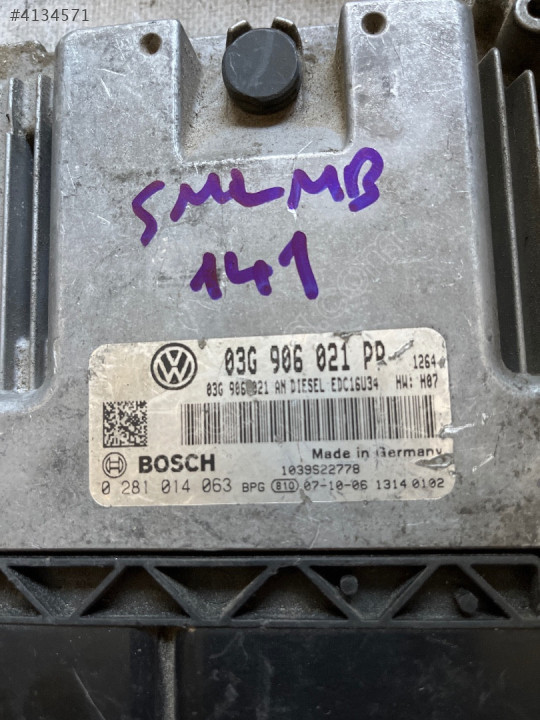 #4134571
SMLMB
141
03G 906 021 PR 1264
03G 906 021 AN DIESEL EDC16U34 HW: H07
BOSCH
Made in Germany
1039S22778
0 281 014 063 BPG 810 07-10-06 1314 0102